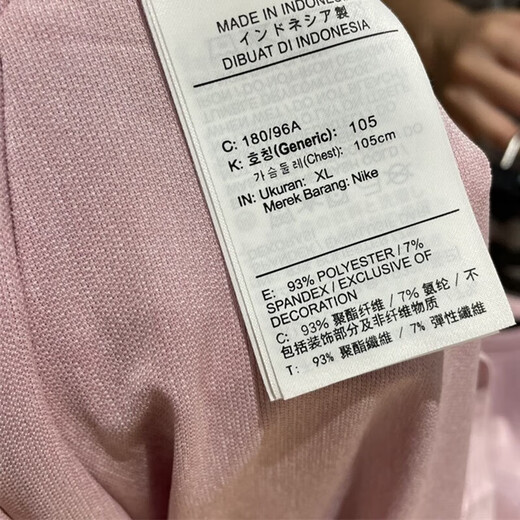 MADE IN INDONESIA
インドネシア製
DIBUAT DI INDONESIA
C: 180/96A
K: 호칭(Generic): 105
가슴둘레(Chest): 105cm
IN: Ukuran: XL
Merek Barang: Nike
E: 93% POLYESTER / 7%
SPANDEX / EXCLUSIVE OF
DECORATION
C: 93% 聚酯纤维 / 7% 氨纶 / 不
包括装饰部分及非纤维物质
T: 93% 聚酯纖維 / 7% 彈性纖維